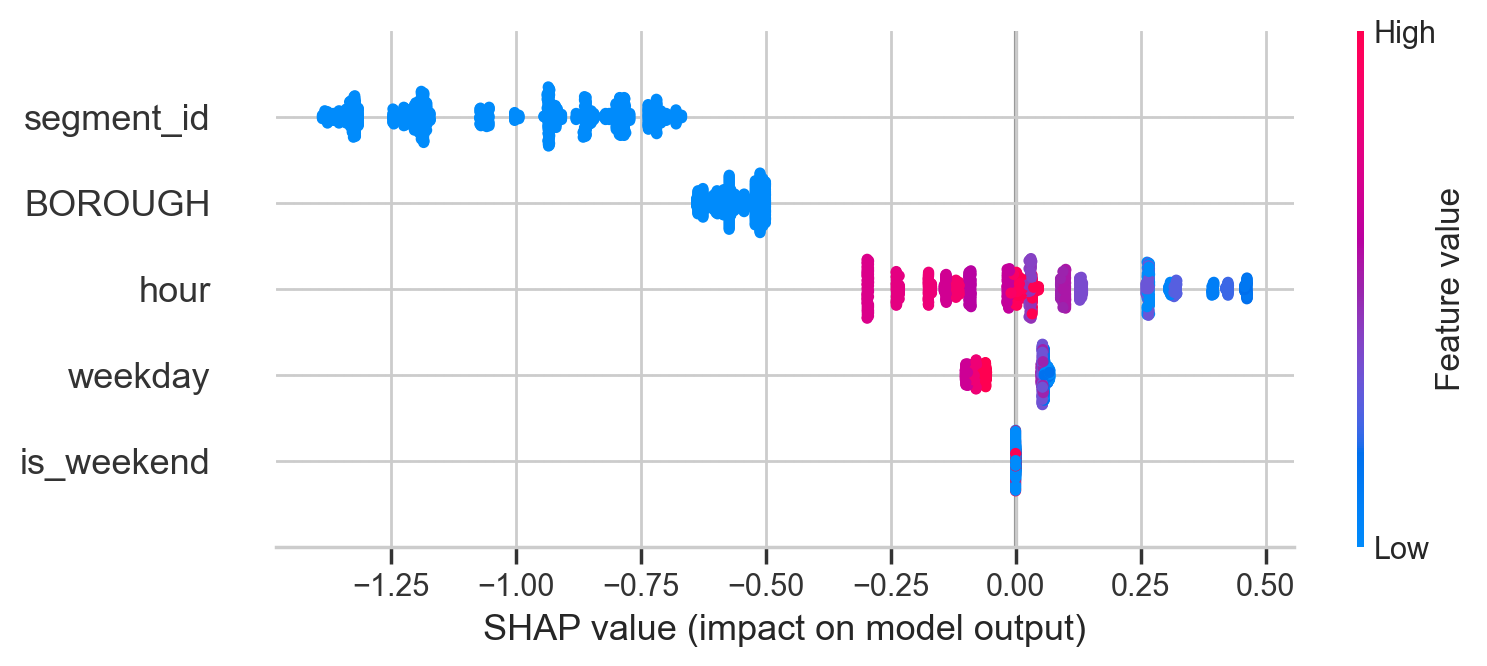 High
segment_id
BOROUGH
hour
weekday
is_weekend
Low
Feature value
−1.25 −1.00 −0.75 −0.50 −0.25 0.00 0.25 0.50
SHAP value (impact on model output)